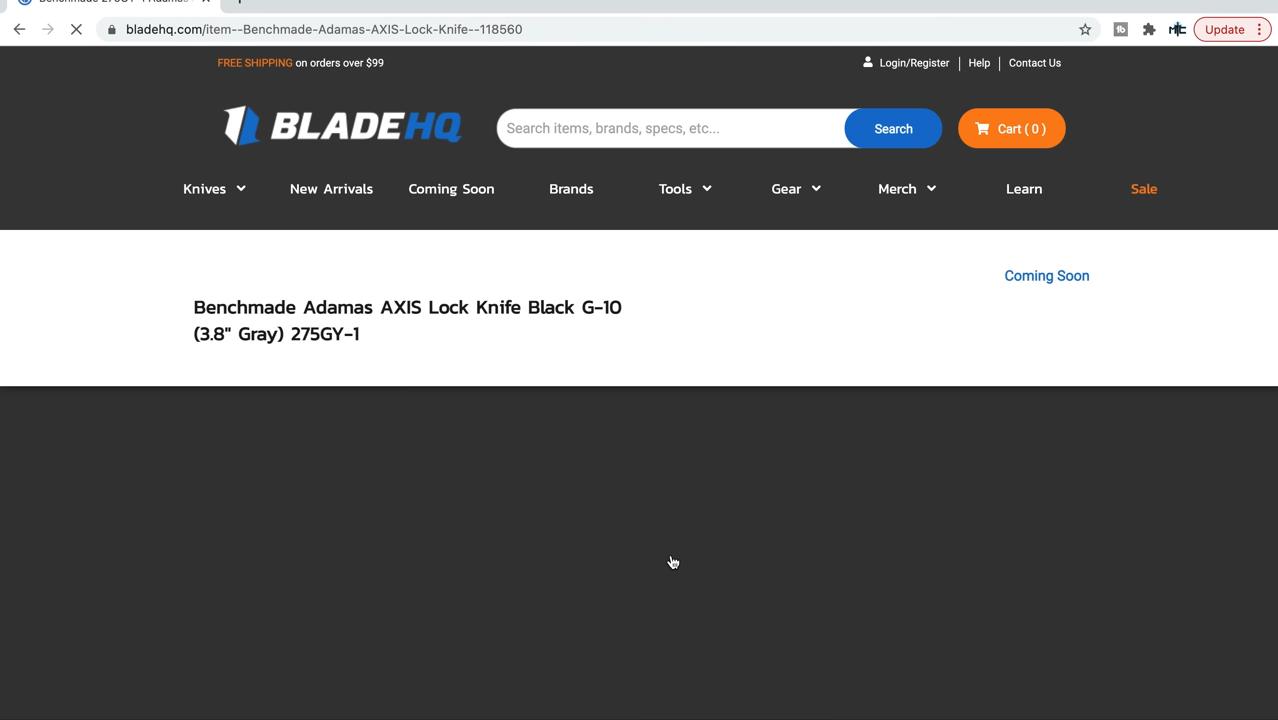 bladehq.com/item--Benchmade-Adamas-AXIS-Lock-Knife--118560
Update
FREE SHIPPING on orders over $99
Login/Register
Help
Contact Us
BLADEHQ
Search items, brands, specs, etc...
Search
Cart ( 0 )
Knives
New Arrivals
Coming Soon
Brands
Tools
Gear
Merch
Learn
Sale
Coming Soon
Benchmade Adamas AXIS Lock Knife Black G-10
(3.8" Gray) 275GY-1